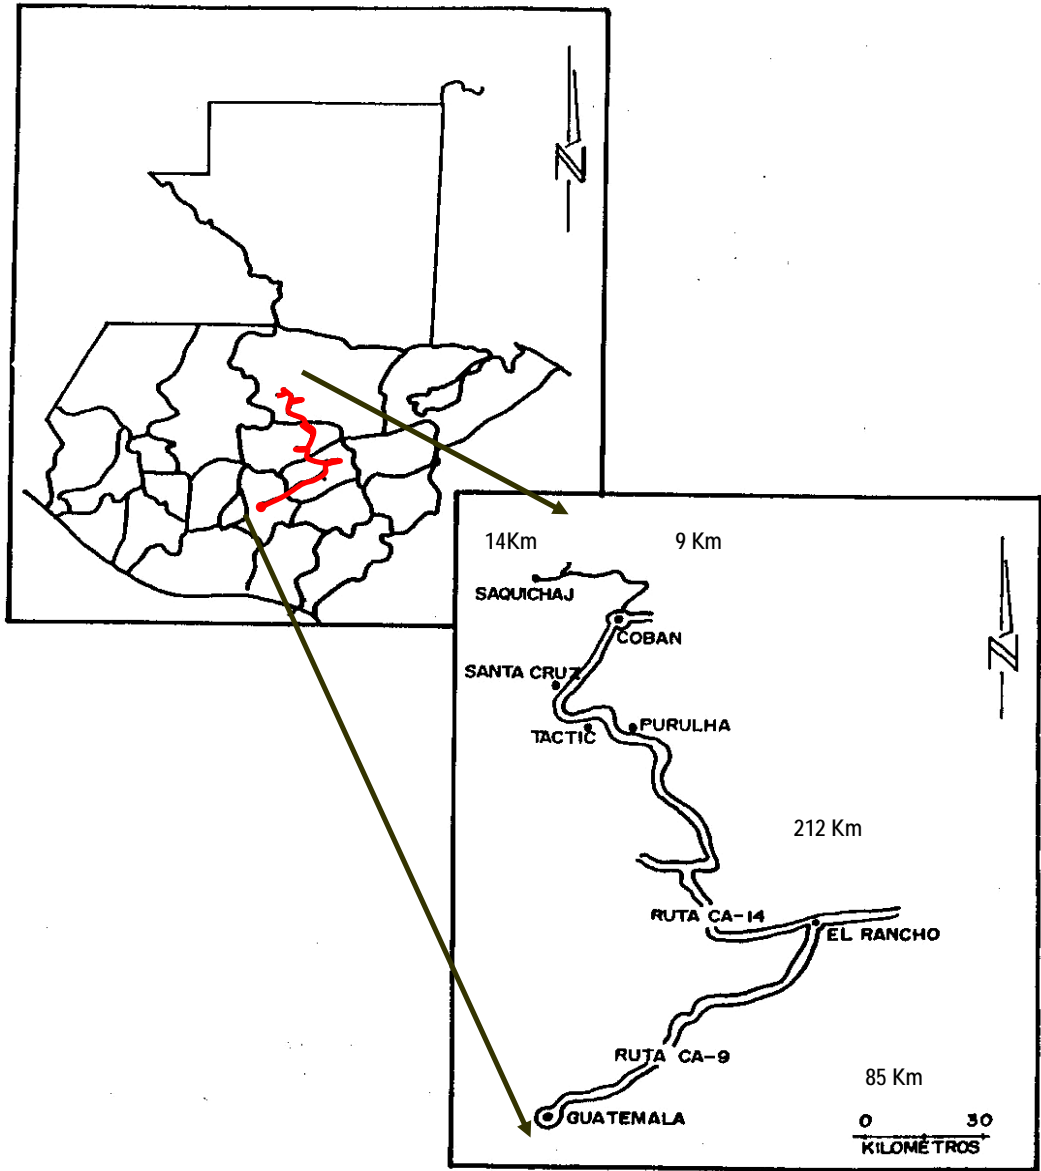 N
14Km
9 Km
SAQUICHAJ
COBAN
N
SANTA CRUZ
PURULHA
TACTIC
212 Km
RUTA CA-14
EL RANCHO
RUTA CA-9
85 Km
GUATEMALA
0 30
KILOMÉTROS